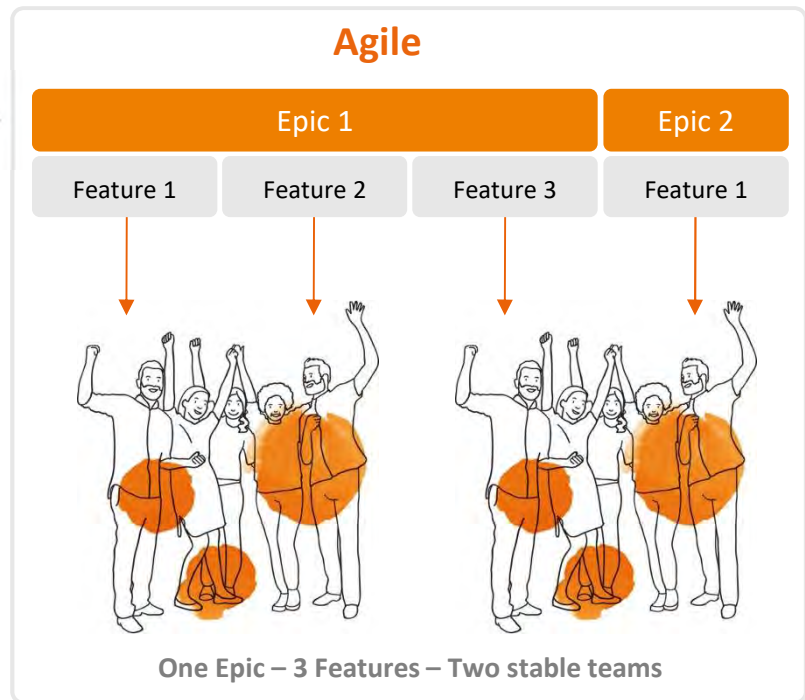 Agile
Epic 1 Epic 2
Feature 1 Feature 2 Feature 3 Feature 1
One Epic – 3 Features – Two stable teams